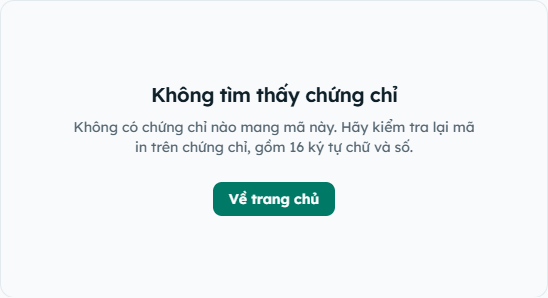 Không tìm thấy chứng chỉ
Không có chứng chỉ nào mang mã này. Hãy kiểm tra lại mã
in trên chứng chỉ, gồm 16 ký tự chữ và số.
Về trang chủ